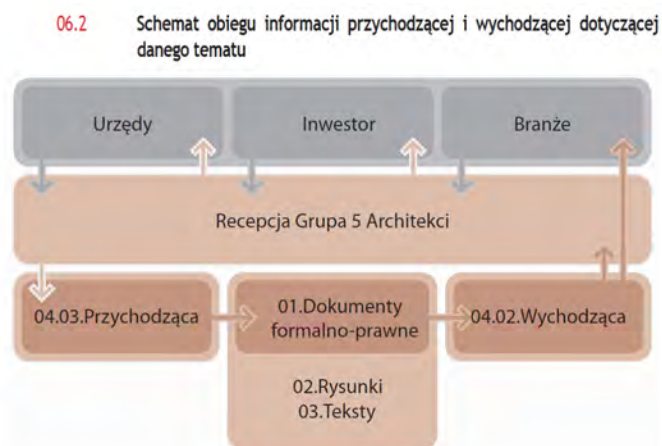 06.2 Schemat obiegu informacji przychodzącej i wychodzącej dotyczącej
danego tematu
Urzędy
Inwestor
Branże
Recepcja Grupa 5 Architekci
04.03.Przychodząca
01.Dokumenty
formalno-prawne
04.02.Wychodząca
02.Rysunki
03.Teksty